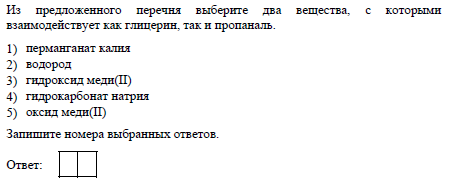 Из предложенного перечня выберите два вещества, с которыми
взаимодействует как глицерин, так и пропаналь.
1) перманганат калия
2) водород
3) гидроксид меди(II)
4) гидрокарбонат натрия
5) оксид меди(II)
Запишите номера выбранных ответов.
Ответ: